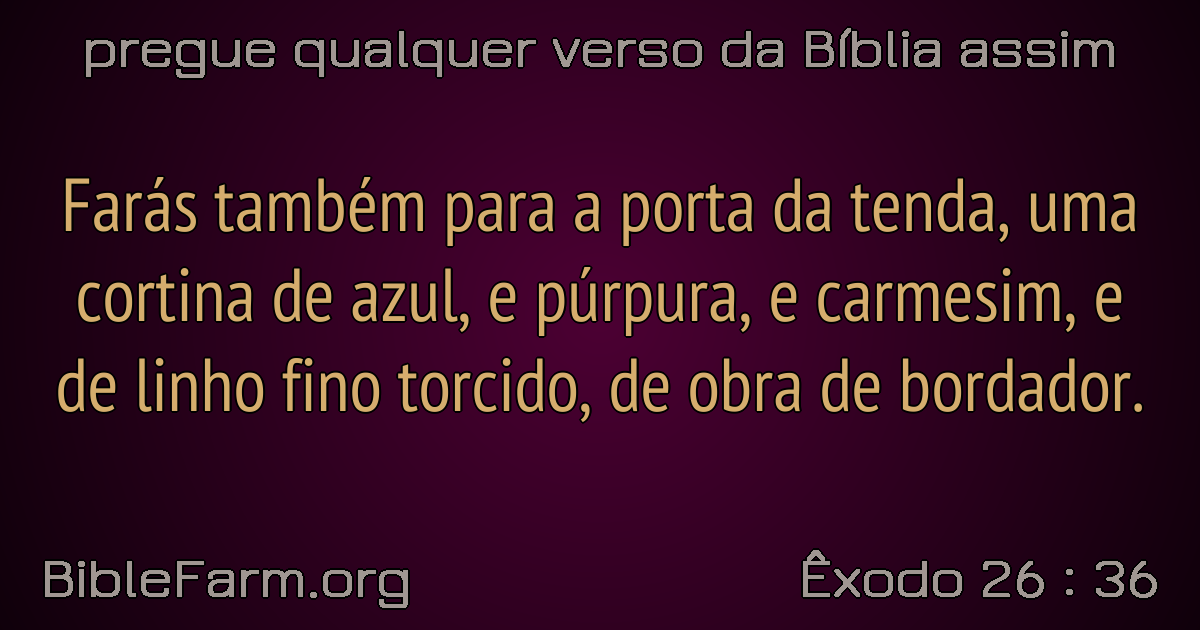 pregue qualquer verso da Bíblia assim
Farás também para a porta da tenda, uma
cortina de azul, e púrpura, e carmesim, e
de linho fino torcido, de obra de bordador.
BibleFarm.org
Êxodo 26 : 36